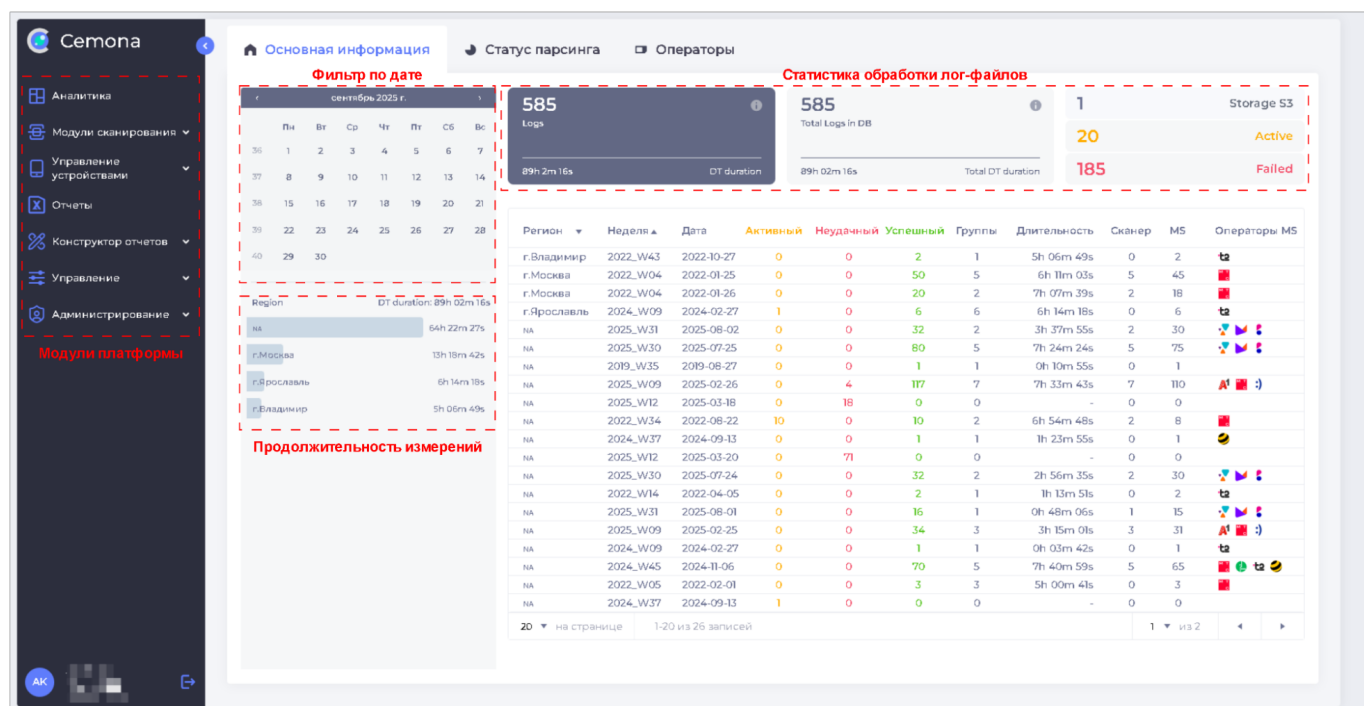 Cemona
Основная информация
Статус парсинга
Операторы
Фильтр по дате
Статистика обработки лог-файлов
Аналитика
Модули сканирования
Управление
устройствами
Отчеты
Конструктор отчетов
Управление
Администрирование
Модули платформы
AK
сентябрь 2025 г.
Пн Вт Ср Чт Пт Сб Вс
36 1 2 3 4 5 6 7
37 8 9 10 11 12 13 14
38 15 16 17 18 19 20 21
39 22 23 24 25 26 27 28
40 29 30
Region DT duration: 89h 02m 16s
NA 64h 22m 27s
г.Москва 13h 18m 42s
г.Ярославль 6h 14m 18s
г.Владимир 5h 06m 49s
Продолжительность измерений
585
Logs
89h 2m 16s DT duration
585
Total Logs in DB
89h 02m 16s Total DT duration
1 Storage S3
20 Active
185 Failed
Регион Неделя Дата Активный Неудачный Успешный Группы Длительность Сканер MS Операторы MS
г.Владимир 2022_W43 2022-10-27 0 0 2 1 5h 06m 49s 0 2 t2
г.Москва 2022_W04 2022-01-25 0 0 50 5 6h 11m 03s 5 45
г.Москва 2022_W04 2022-01-26 0 0 20 2 7h 07m 39s 2 18
г.Ярославль 2024_W09 2024-02-27 1 0 6 6 6h 14m 18s 0 6 t2
NA 2025_W31 2025-08-02 0 0 32 2 3h 37m 55s 2 30
NA 2025_W30 2025-07-25 0 0 80 5 7h 24m 24s 5 75
NA 2019_W35 2019-08-27 0 0 1 1 0h 10m 55s 0 1
NA 2025_W09 2025-02-26 0 4 117 7 7h 33m 43s 7 110 A1 :)
NA 2025_W12 2025-03-18 0 18 0 0 - 0 0
NA 2022_W34 2022-08-22 10 0 10 2 6h 54m 48s 2 8
NA 2024_W37 2024-09-13 0 0 1 1 1h 23m 55s 0 1
NA 2025_W12 2025-03-20 0 71 0 0 - 0 0
NA 2025_W30 2025-07-24 0 0 32 2 2h 56m 35s 2 30
NA 2022_W14 2022-04-05 0 0 2 1 1h 13m 51s 0 2 t2
NA 2025_W31 2025-08-01 0 0 16 1 0h 48m 06s 1 15
NA 2025_W09 2025-02-25 0 0 34 3 3h 15m 01s 3 31 A1 :)
NA 2024_W09 2024-02-27 0 0 1 1 0h 03m 42s 0 1 t2
NA 2024_W45 2024-11-06 0 0 70 5 7h 40m 59s 5 65 t2
NA 2022_W05 2022-02-01 0 0 3 3 5h 00m 41s 0 3
NA 2024_W37 2024-09-13 1 0 0 0 - 0 0
20 на странице 1-20 из 26 записей 1 из 2